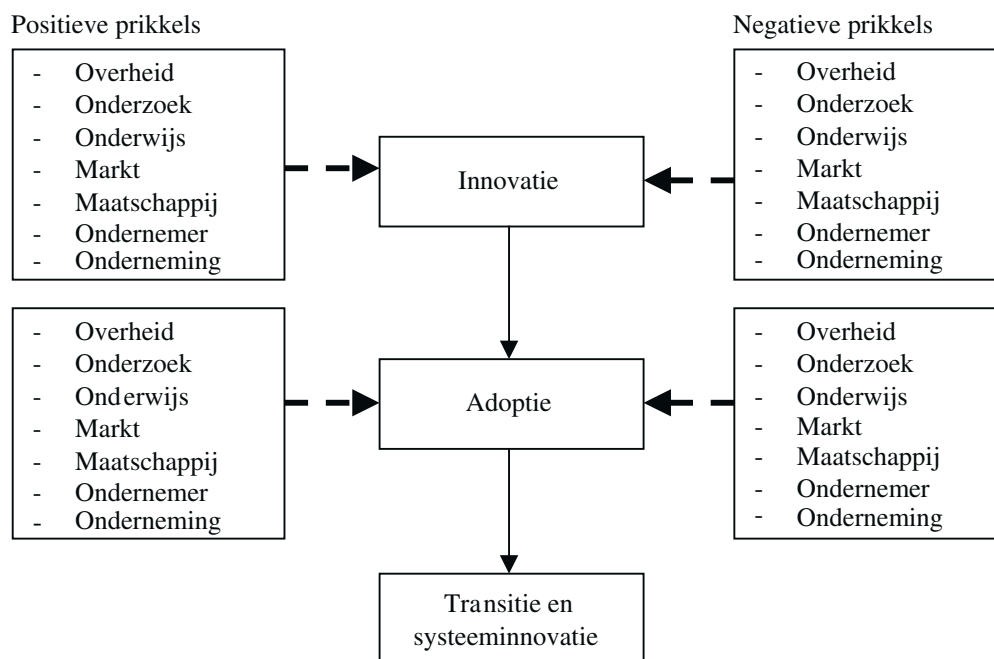 Positieve prikkels
- Overheid
- Onderzoek
- Onderwijs
- Markt
- Maatschappij
- Ondernemer
- Onderneming
Negatieve prikkels
- Overheid
- Onderzoek
- Onderwijs
- Markt
- Maatschappij
- Ondernemer
- Onderneming
Innovatie
- Overheid
- Onderzoek
- Onderwijs
- Markt
- Maatschappij
- Ondernemer
- Onderneming
Adoptie
- Overheid
- Onderzoek
- Onderwijs
- Markt
- Maatschappij
- Ondernemer
- Onderneming
Transitie en
systeeminnovatie